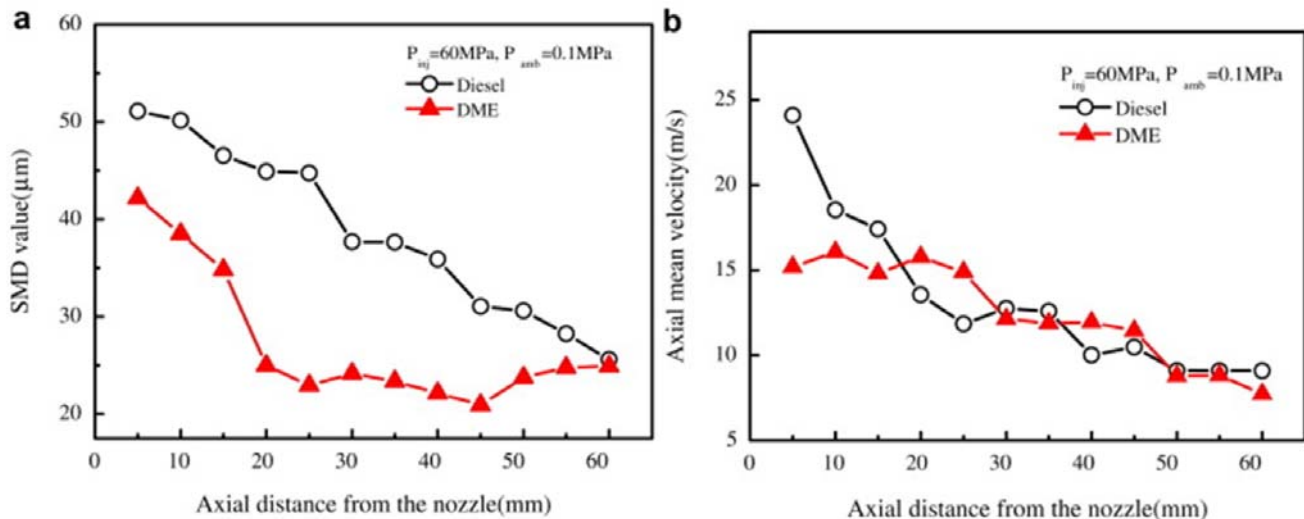 a
60
50
40
30
20
SMD value(μm)
P_inj=60MPa, P_amb=0.1MPa
Diesel
DME
0 10 20 30 40 50 60
Axial distance from the nozzle(mm)
b
25
20
15
10
5
Axial mean velocity(m/s)
P_inj=60MPa, P_amb=0.1MPa
Diesel
DME
0 10 20 30 40 50 60
Axial distance from the nozzle(mm)